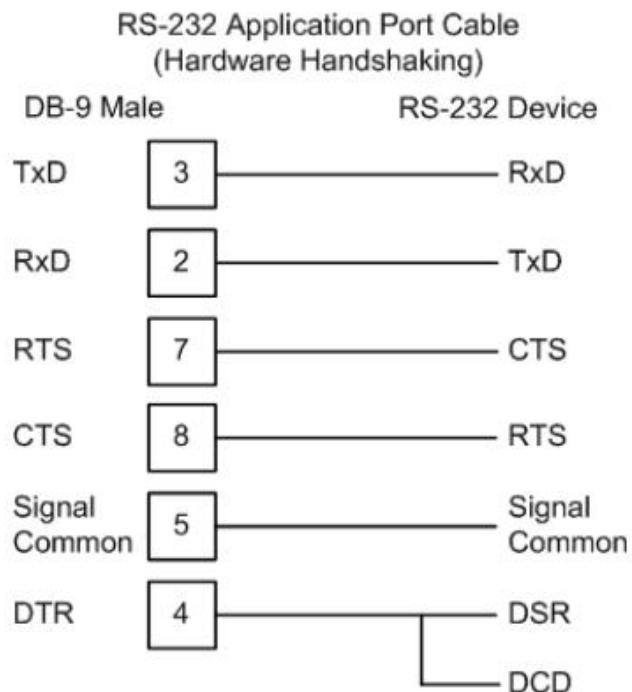 RS-232 Application Port Cable
(Hardware Handshaking)
DB-9 Male RS-232 Device
TxD 3 RxD
RxD 2 TxD
RTS 7 CTS
CTS 8 RTS
Signal Common 5 Signal Common
DTR 4 DSR
DCD